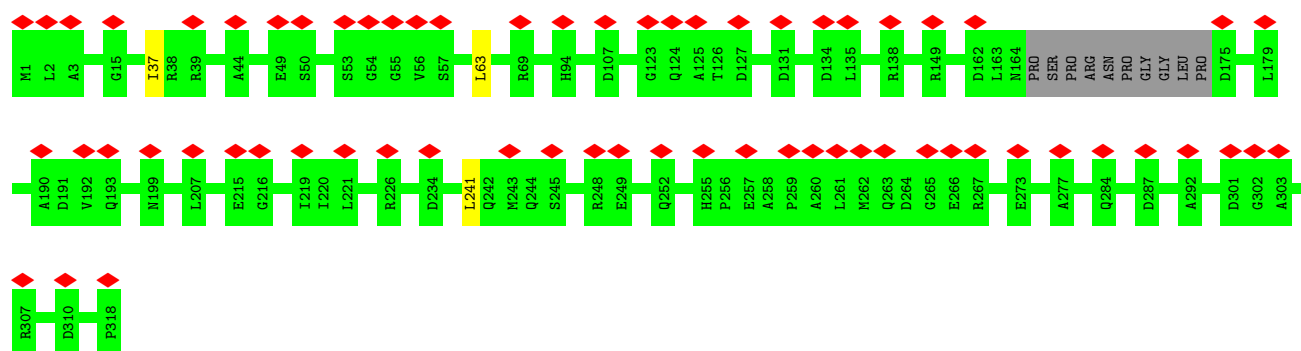 M1 L2 A3 G15 I37 R38 R39 A44 E49 S50 S53 G54 G55 V56 S57 L63 R69 H94 D107 G123 Q124 A125 T126 D127 D131 D134 L135 R138 R149 D162 L163 N164 PRO SER PRO ARG ASN PRO GLY GLY LEU PRO D175 L179
A190 D191 V192 Q193 N199 L207 E215 G216 I219 I220 L221 R226 D234 L241 Q242 M243 Q244 S245 R248 E249 Q252 H255 P256 E257 A258 P259 A260 L261 M262 Q263 D264 G265 E266 R267 E273 A277 Q284 D287 A292 D301 G302 A303
R307 D310 P318